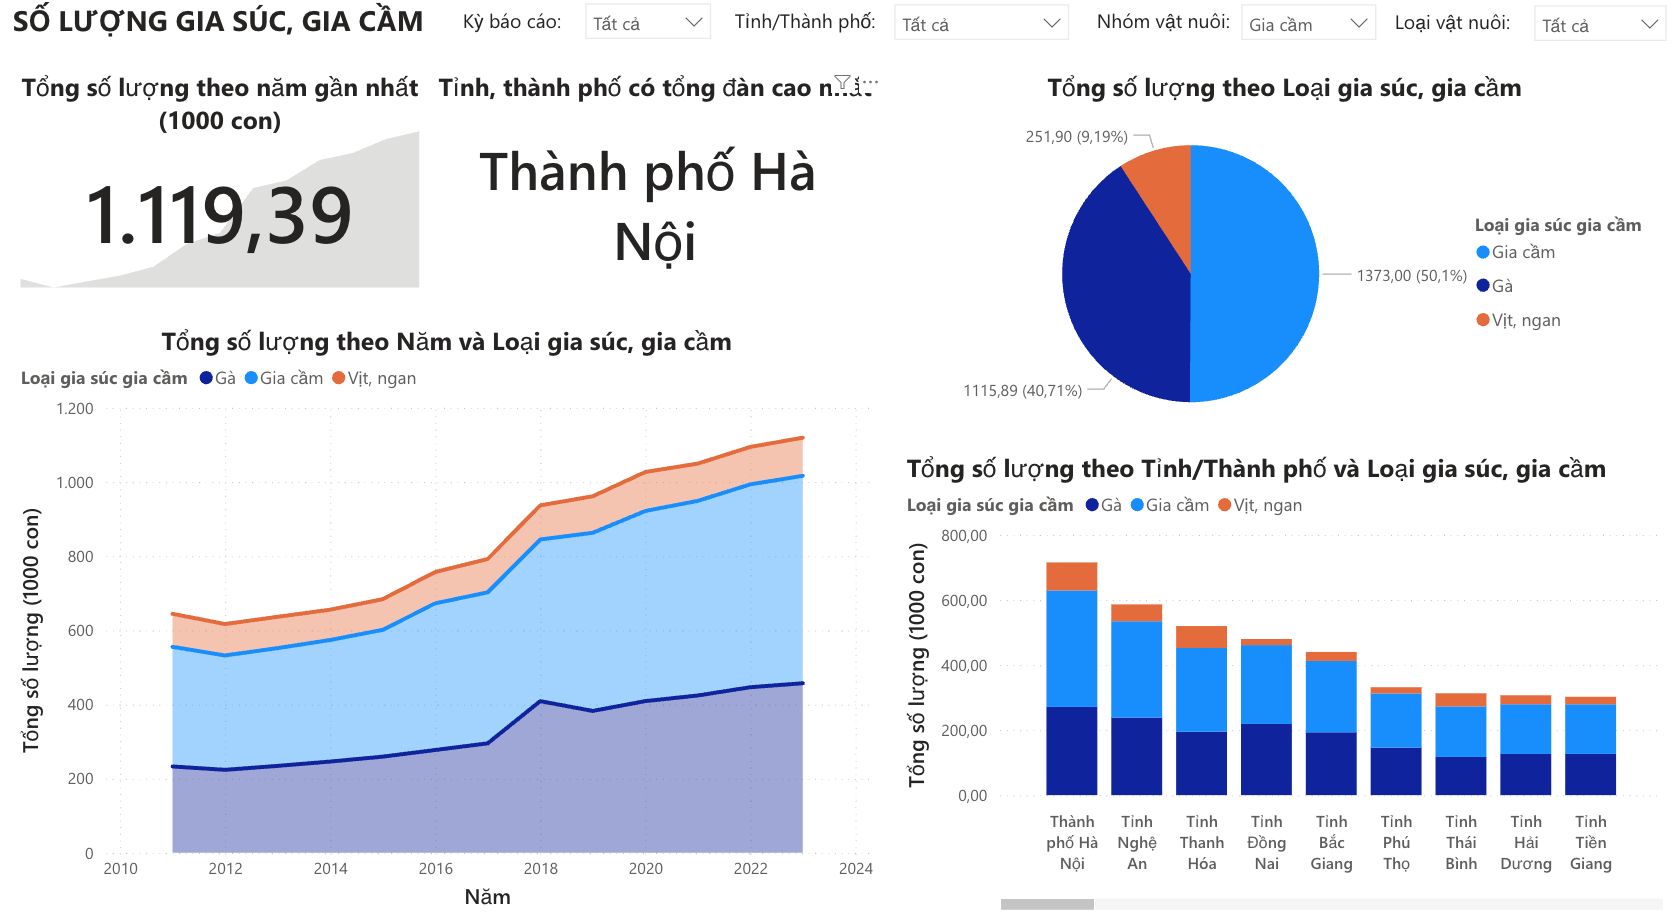 SỐ LƯỢNG GIA SÚC, GIA CẦM
Kỳ báo cáo:
Tất cả
Tỉnh/Thành phố:
Tất cả
Nhóm vật nuôi:
Gia cầm
Loại vật nuôi:
Tất cả
Tổng số lượng theo năm gần nhất
(1000 con)
1.119,39
Tỉnh, thành phố có tổng đàn cao nhất
Thành phố Hà
Nội
Tổng số lượng theo Loại gia súc, gia cầm
251,90 (9,19%)
1373,00 (50,1%)
1115,89 (40,71%)
Loại gia súc gia cầm
Gia cầm
Gà
Vịt, ngan
Tổng số lượng theo Năm và Loại gia súc, gia cầm
Loại gia súc gia cầm Gà Gia cầm Vịt, ngan
Tổng số lượng (1000 con)
1.200
1.000
800
600
400
200
0
2010 2012 2014 2016 2018 2020 2022 2024
Năm
Tổng số lượng theo Tỉnh/Thành phố và Loại gia súc, gia cầm
Loại gia súc gia cầm Gà Gia cầm Vịt, ngan
Tổng số lượng (1000 con)
800,00
600,00
400,00
200,00
0,00
Thành
phố Hà
Nội
Tỉnh
Nghệ
An
Tỉnh
Thanh
Hóa
Tỉnh
Đồng
Nai
Tỉnh
Bắc
Giang
Tỉnh
Phú
Thọ
Tỉnh
Thái
Bình
Tỉnh
Hải
Dương
Tỉnh
Tiền
Giang